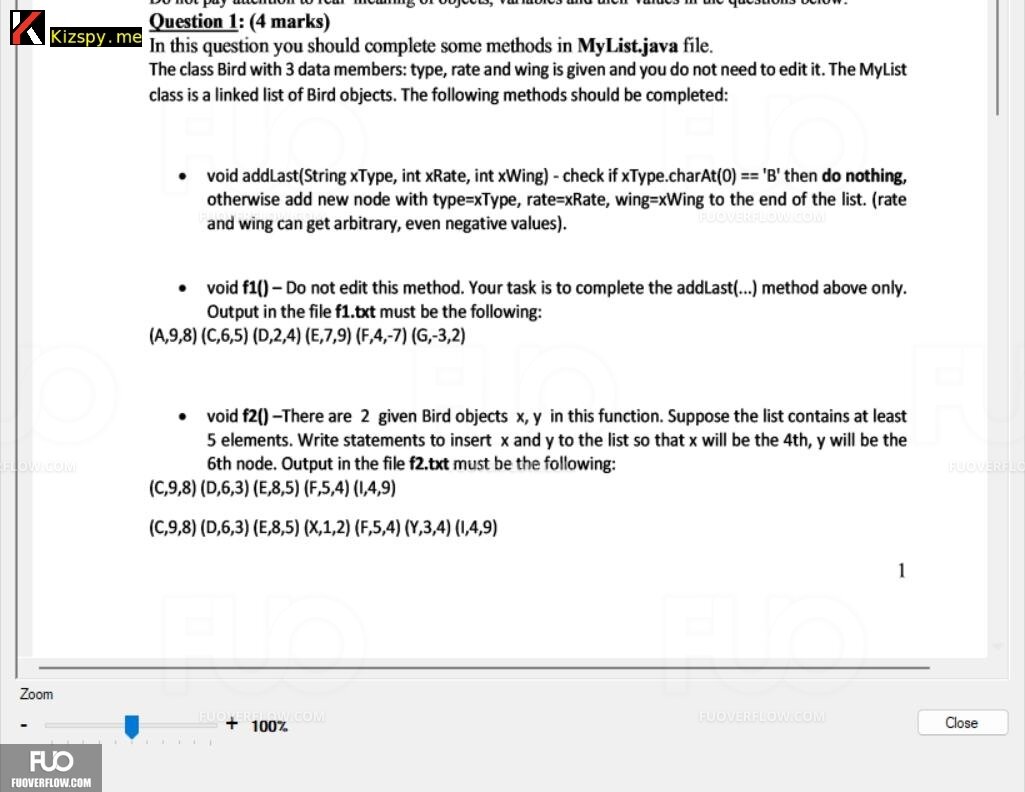 Do not pay attention to real meaning of objects, variables and their values in the questions below.
Kizspy.me
Question 1: (4 marks)
In this question you should complete some methods in MyList.java file.
The class Bird with 3 data members: type, rate and wing is given and you do not need to edit it. The MyList
class is a linked list of Bird objects. The following methods should be completed:
• void addLast(String xType, int xRate, int xWing) - check if xType.charAt(0) == 'B' then do nothing,
otherwise add new node with type=xType, rate=xRate, wing=xWing to the end of the list. (rate
and wing can get arbitrary, even negative values).
FUOVERFLOW.COM
FUOVERFLOW.COM
• void f1() – Do not edit this method. Your task is to complete the addLast(...) method above only.
Output in the file f1.txt must be the following:
(A,9,8) (C,6,5) (D,2,4) (E,7,9) (F,4,-7) (G,-3,2)
• void f2() –There are 2 given Bird objects x, y in this function. Suppose the list contains at least
5 elements. Write statements to insert x and y to the list so that x will be the 4th, y will be the
6th node. Output in the file f2.txt must be the following:
(C,9,8) (D,6,3) (E,8,5) (F,5,4) (I,4,9)
(C,9,8) (D,6,3) (E,8,5) (X,1,2) (F,5,4) (Y,3,4) (I,4,9)
1
Zoom
- + 100%
FUOVERFLOW.COM
FUOVERFLOW.COM
Close
FUO
FUOVERFLOW.COM